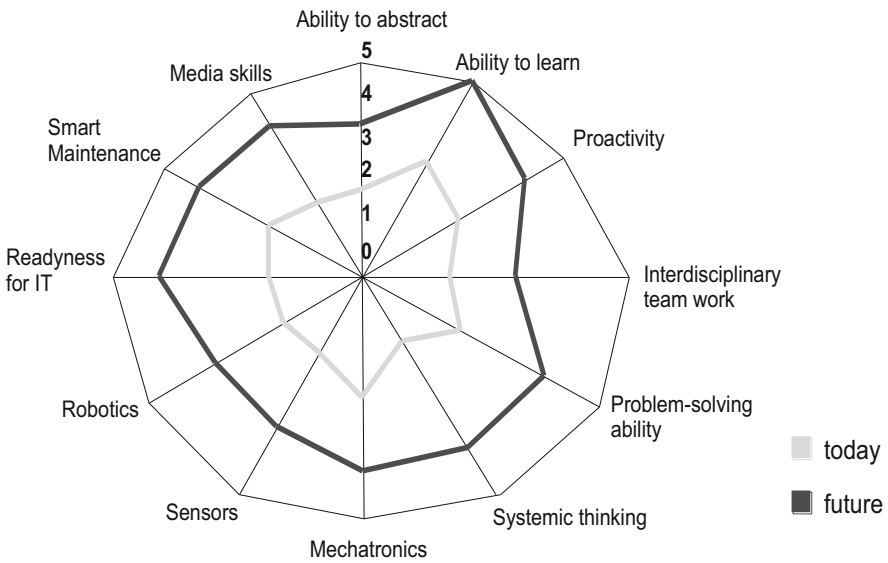 Ability to abstract
5
Ability to learn
Media skills
4
Smart
Maintenance
3
Proactivity
2
1
0
Readyness
for IT
Interdisciplinary
team work
Robotics
Problem-solving
ability
today
future
Sensors
Systemic thinking
Mechatronics